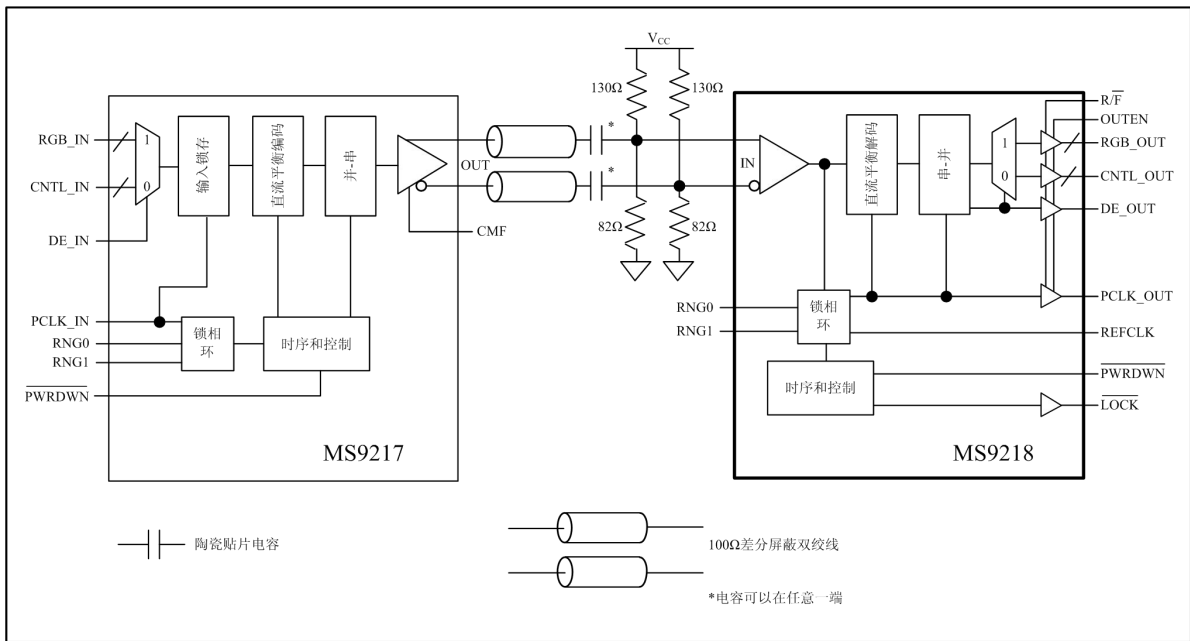 V_CC
130Ω
130Ω
*
*
82Ω
82Ω
RGB_IN
CNTL_IN
DE_IN
PCLK_IN
RNG0
RNG1
PWRDWN
1
0
输入锁存
直流平衡编码
并-串
OUT
CMF
锁相
环
时序和控制
MS9217
IN
直流平衡解码
串-并
1
0
RNG0
RNG1
锁相
环
时序和控制
MS9218
R/F
OUTEN
RGB_OUT
CNTL_OUT
DE_OUT
PCLK_OUT
REFCLK
PWRDWN
LOCK
陶瓷贴片电容
100Ω差分屏蔽双绞线
*电容可以在任意一端